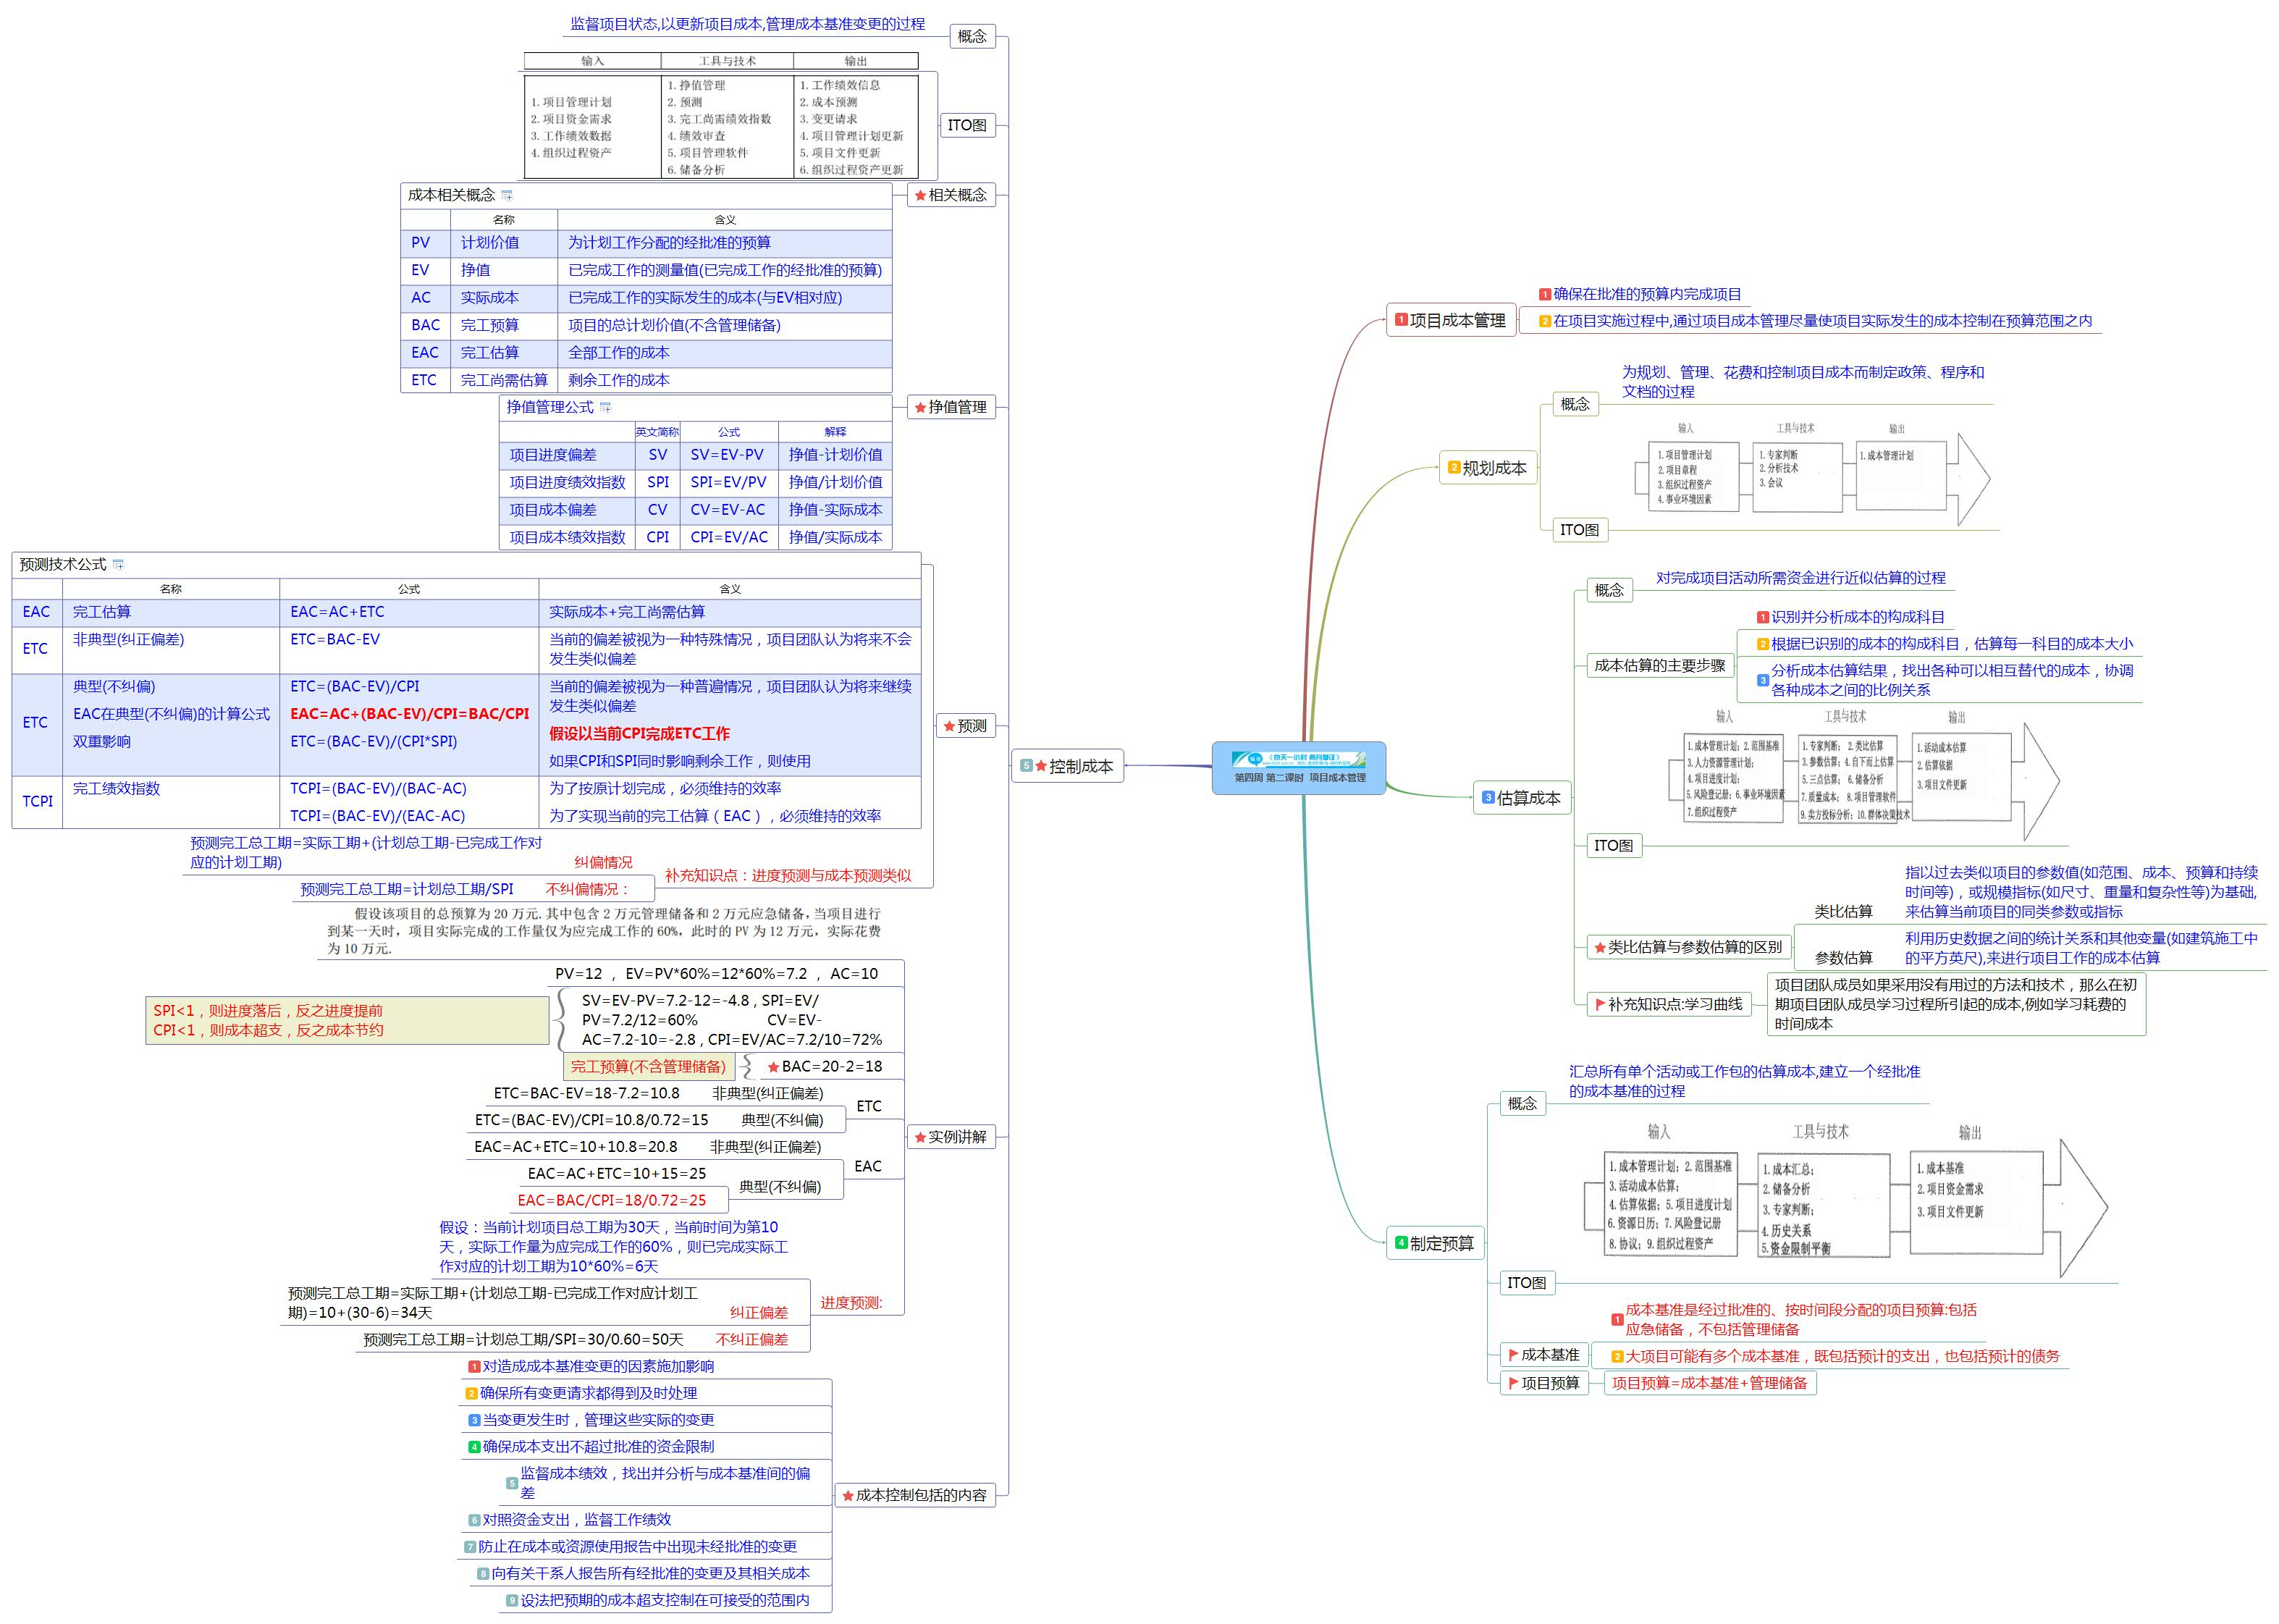 第四周 第二课时 项目成本管理
《每天一小时 两月拿证》
1 项目成本管理
1 确保在批准的预算内完成项目
2 在项目实施过程中,通过项目成本管理尽量使项目实际发生的成本控制在预算范围之内
2 规划成本
概念
为规划、管理、花费和控制项目成本而制定政策、程序和
文档的过程
ITO图
输入 工具与技术 输出
1.项目管理计划
2.项目章程
3.组织过程资产
4.事业环境因素
1.专家判断
2.分析技术
3.会议
1.成本管理计划
3 估算成本
概念
对完成项目活动所需资金进行近似估算的过程
成本估算的主要步骤
1 识别并分析成本的构成科目
2 根据已识别的成本的构成科目，估算每一科目的成本大小
3 分析成本估算结果，找出各种可以相互替代的成本，协调
各种成本之间的比例关系
ITO图
输入 工具与技术 输出
1.成本管理计划；2.范围基准
3.人力资源管理计划；
4.项目进度计划；
5.风险登记册；6.事业环境因素
7.组织过程资产
1.专家判断； 2.类比估算
3.参数估算；4.自下而上估算
5.三点估算； 6.储备分析
7.质量成本； 8.项目管理软件
9.卖方投标分析；10.群体决策技术
1.活动成本估算
2.估算依据
3.项目文件更新
类比估算与参数估算的区别
类比估算
指以过去类似项目的参数值(如范围、成本、预算和持续
时间等)，或规模指标(如尺寸、重量和复杂性等)为基础,
来估算当前项目的同类参数或指标
参数估算
利用历史数据之间的统计关系和其他变量(如建筑施工中
的平方英尺),来进行项目工作的成本估算
补充知识点:学习曲线
项目团队成员如果采用没有用过的方法和技术，那么在初
期项目团队成员学习过程所引起的成本,例如学习耗费的
时间成本
4 制定预算
概念
汇总所有单个活动或工作包的估算成本,建立一个经批准
的成本基准的过程
ITO图
输入 工具与技术 输出
1.成本管理计划；2.范围基准
3.活动成本估算；
4.估算依据；5.项目进度计划
6.资源日历；7.风险登记册
8.协议；9.组织过程资产
1.成本汇总；
2.储备分析
3.专家判断；
4.历史关系
5.资金限制平衡
1.成本基准
2.项目资金需求
3.项目文件更新
成本基准
1 成本基准是经过批准的、按时间段分配的项目预算:包括
应急储备，不包括管理储备
2 大项目可能有多个成本基准，既包括预计的支出，也包括预计的债务
项目预算
项目预算=成本基准+管理储备
5 控制成本
概念
监督项目状态,以更新项目成本,管理成本基准变更的过程
ITO图
输入 工具与技术 输出
1.项目管理计划
2.项目资金需求
3.工作绩效数据
4.组织过程资产
1.挣值管理
2.预测
3.完工尚需绩效指数
4.绩效审查
5.项目管理软件
6.储备分析
1.工作绩效信息
2.成本预测
3.变更请求
4.项目管理计划更新
5.项目文件更新
6.组织过程资产更新
相关概念
成本相关概念
名称 含义
PV 计划价值 为计划工作分配的经批准的预算
EV 挣值 已完成工作的测量值(已完成工作的经批准的预算)
AC 实际成本 已完成工作的实际发生的成本(与EV相对应)
BAC 完工预算 项目的总计划价值(不含管理储备)
EAC 完工估算 全部工作的成本
ETC 完工尚需估算 剩余工作的成本
挣值管理
挣值管理公式
英文简称 公式 解释
项目进度偏差 SV SV=EV-PV 挣值-计划价值
项目进度绩效指数 SPI SPI=EV/PV 挣值/计划价值
项目成本偏差 CV CV=EV-AC 挣值-实际成本
项目成本绩效指数 CPI CPI=EV/AC 挣值/实际成本
预测
预测技术公式
名称 公式 含义
EAC 完工估算 EAC=AC+ETC 实际成本+完工尚需估算
ETC 非典型(纠正偏差) ETC=BAC-EV 当前的偏差被视为一种特殊情况，项目团队认为将来不会
发生类似偏差
ETC 典型(不纠偏) ETC=(BAC-EV)/CPI 当前的偏差被视为一种普遍情况，项目团队认为将来继续
发生类似偏差
EAC在典型(不纠偏)的计算公式 EAC=AC+(BAC-EV)/CPI=BAC/CPI 假设以当前CPI完成ETC工作
双重影响 ETC=(BAC-EV)/(CPI*SPI) 如果CPI和SPI同时影响剩余工作，则使用
TCPI 完工绩效指数 TCPI=(BAC-EV)/(BAC-AC) 为了按原计划完成，必须维持的效率
TCPI=(BAC-EV)/(EAC-AC) 为了实现当前的完工估算（EAC），必须维持的效率
补充知识点：进度预测与成本预测类似
纠偏情况
预测完工总工期=实际工期+(计划总工期-已完成工作对
应的计划工期)
不纠偏情况：
预测完工总工期=计划总工期/SPI
实例讲解
假设该项目的总预算为 20 万元.其中包含 2 万元管理储备和 2 万元应急储备,当项目进行
到某一天时，项目实际完成的工作量仅为应完成工作的 60%，此时的 PV 为 12 万元，实际花费
为 10 万元.
PV=12 ，EV=PV*60%=12*60%=7.2 ，AC=10
SV=EV-PV=7.2-12=-4.8 , SPI=EV/
PV=7.2/12=60% CV=EV-
AC=7.2-10=-2.8 , CPI=EV/AC=7.2/10=72%
SPI<1，则进度落后，反之进度提前
CPI<1，则成本超支，反之成本节约
BAC=20-2=18
完工预算(不含管理储备)
ETC
ETC=BAC-EV=18-7.2=10.8 非典型(纠正偏差)
ETC=(BAC-EV)/CPI=10.8/0.72=15 典型(不纠偏)
EAC
EAC=AC+ETC=10+10.8=20.8 非典型(纠正偏差)
典型(不纠偏)
EAC=AC+ETC=10+15=25
EAC=BAC/CPI=18/0.72=25
进度预测:
假设：当前计划项目总工期为30天，当前时间为第10
天，实际工作量为应完成工作的60%，则已完成实际工
作对应的计划工期为10*60%=6天
预测完工总工期=实际工期+(计划总工期-已完成工作对应计划工
期)=10+(30-6)=34天 纠正偏差
预测完工总工期=计划总工期/SPI=30/0.60=50天 不纠正偏差
成本控制包括的内容
1 对造成成本基准变更的因素施加影响
2 确保所有变更请求都得到及时处理
3 当变更发生时，管理这些实际的变更
4 确保成本支出不超过批准的资金限制
5 监督成本绩效，找出并分析与成本基准间的偏
差
6 对照资金支出，监督工作绩效
7 防止在成本或资源使用报告中出现未经批准的变更
8 向有关干系人报告所有经批准的变更及其相关成本
9 设法把预期的成本超支控制在可接受的范围内